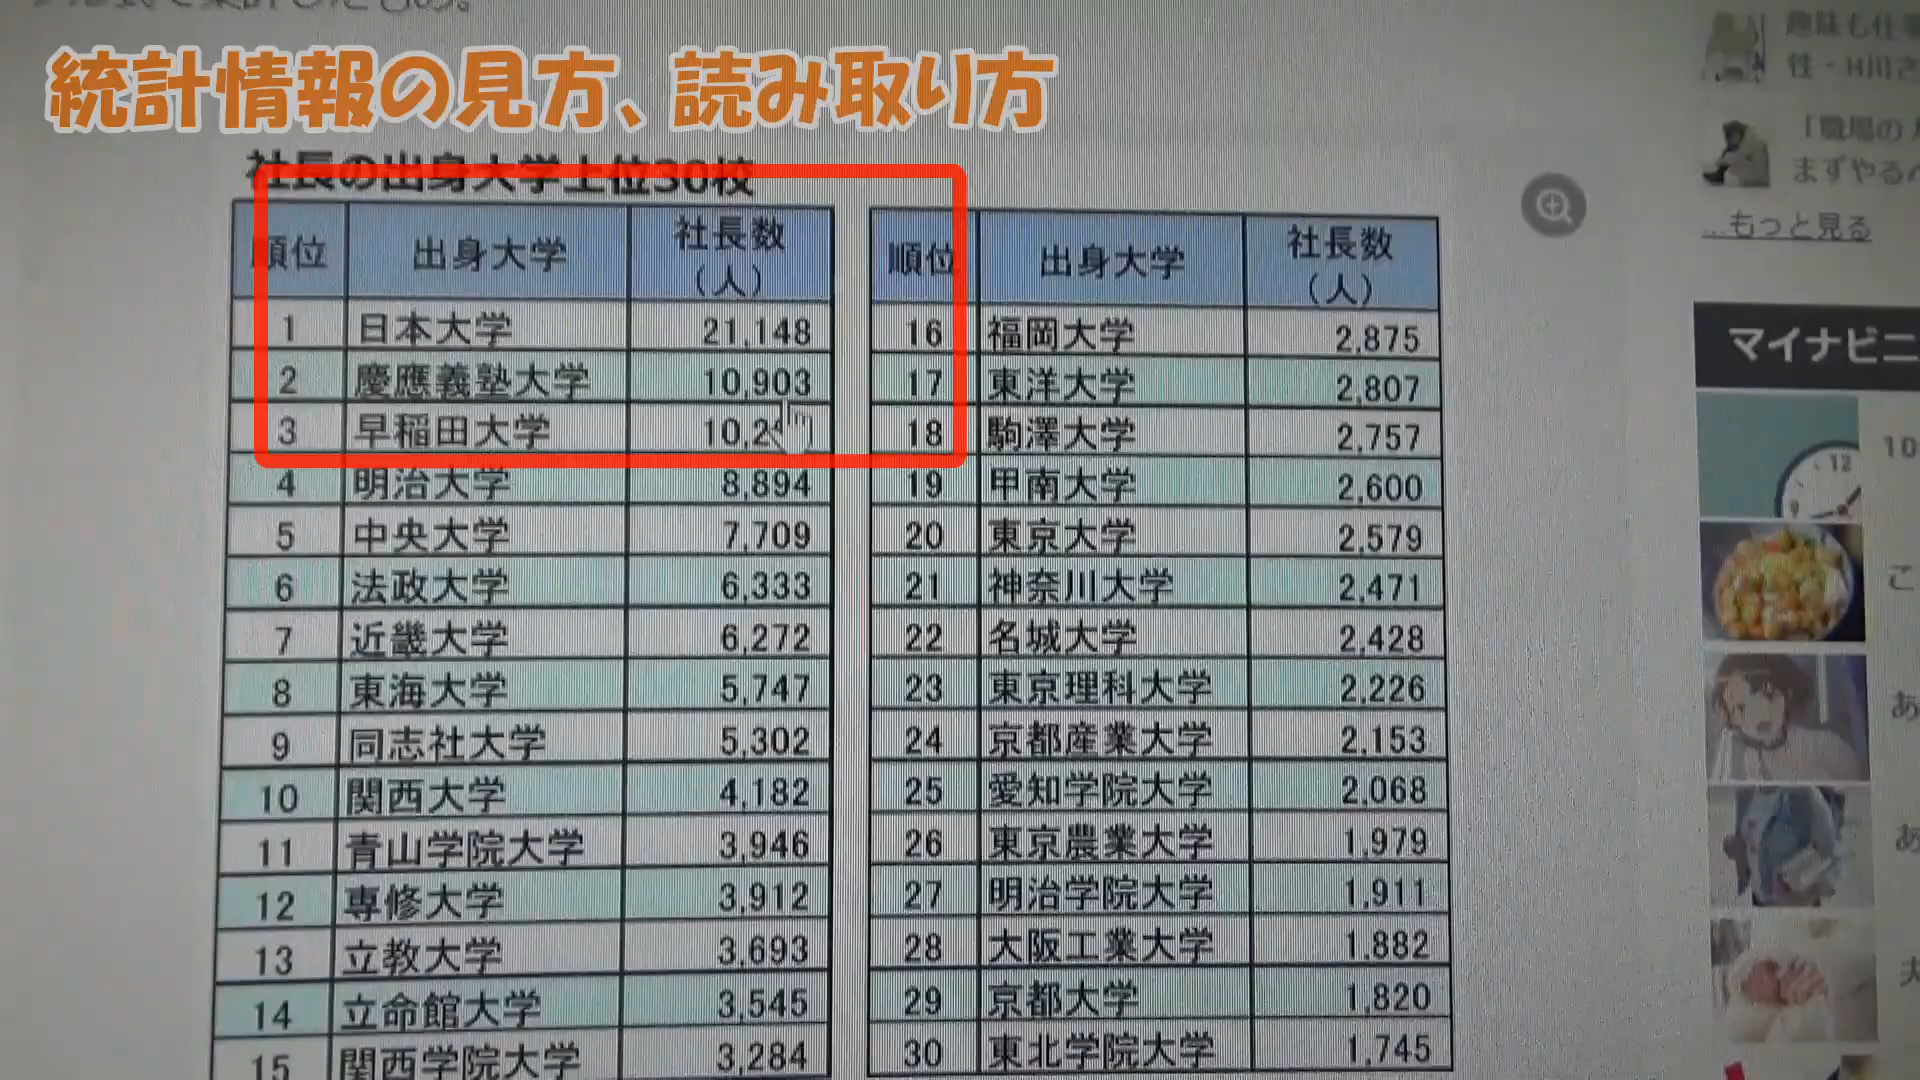 統計情報の見方、読み取り方
社長の出身大学上位30校
順位 出身大学 社長数(人)
1 日本大学 21,148
2 慶應義塾大学 10,903
3 早稲田大学
4 明治大学 8,894
5 中央大学 7,709
6 法政大学 6,333
7 近畿大学 6,272
8 東海大学 5,747
9 同志社大学 5,302
10 関西大学 4,182
11 青山学院大学 3,946
12 専修大学 3,912
13 立教大学 3,693
14 立命館大学 3,545
15 関西学院大学 3,284
順位 出身大学 社長数(人)
16 福岡大学 2,875
17 東洋大学 2,807
18 駒澤大学 2,757
19 甲南大学 2,600
20 東京大学 2,579
21 神奈川大学 2,471
22 名城大学 2,428
23 東京理科大学 2,226
24 京都産業大学 2,153
25 愛知学院大学 2,068
26 東京農業大学 1,979
27 明治学院大学 1,911
28 大阪工業大学 1,882
29 京都大学 1,820
30 東北学院大学 1,745
趣味も仕事
「職場の
まずやるべ
...もっと見る
マイナビニ
10
こ
あ
あ
夫